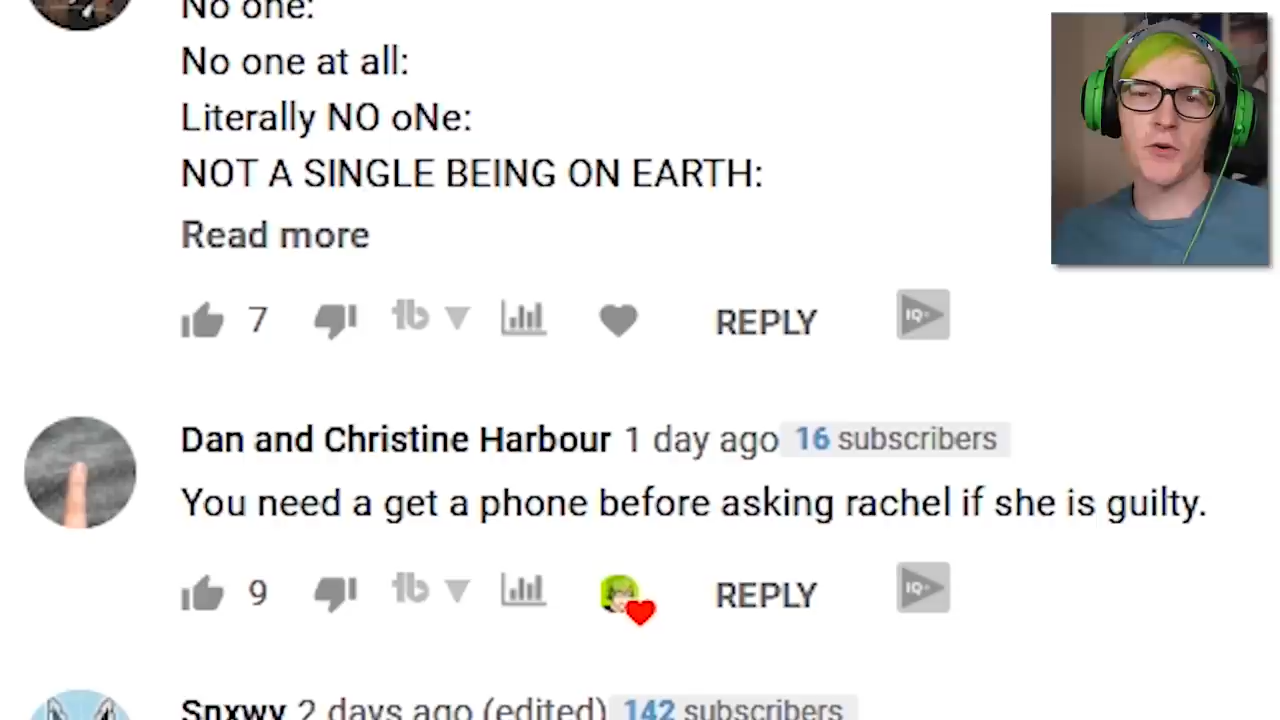 No one:
No one at all:
Literally NO oNe:
NOT A SINGLE BEING ON EARTH:
Read more
7 REPLY IQ
Dan and Christine Harbour 1 day ago 16 subscribers
You need a get a phone before asking rachel if she is guilty.
9 REPLY IQ
Snxwy 2 days ago (edited) 142 subscribers